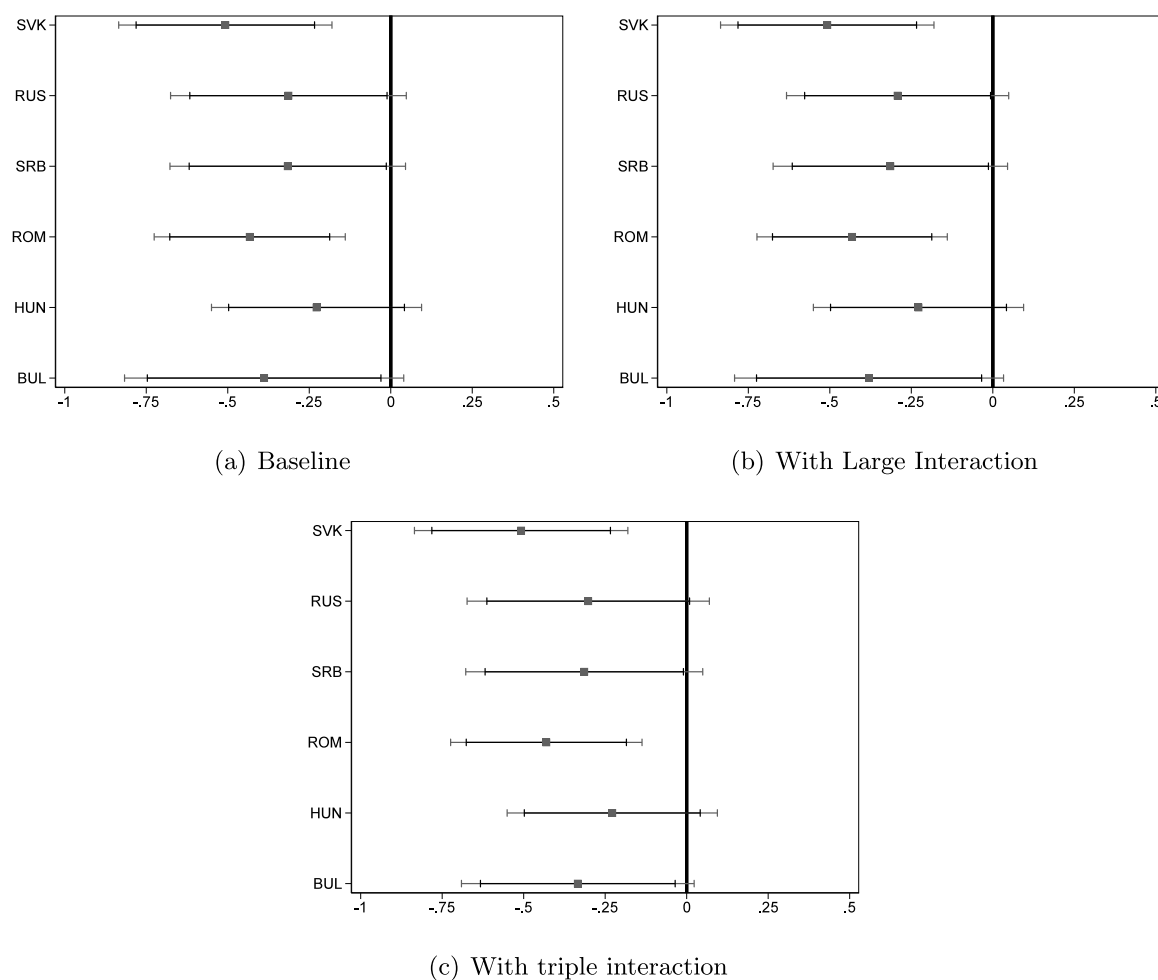 SVK
RUS
SRB
ROM
HUN
BUL
-1 -.75 -.5 -.25 0 .25 .5
(a) Baseline
SVK
RUS
SRB
ROM
HUN
BUL
-1 -.75 -.5 -.25 0 .25 .5
(b) With Large Interaction
SVK
RUS
SRB
ROM
HUN
BUL
-1 -.75 -.5 -.25 0 .25 .5
(c) With triple interaction